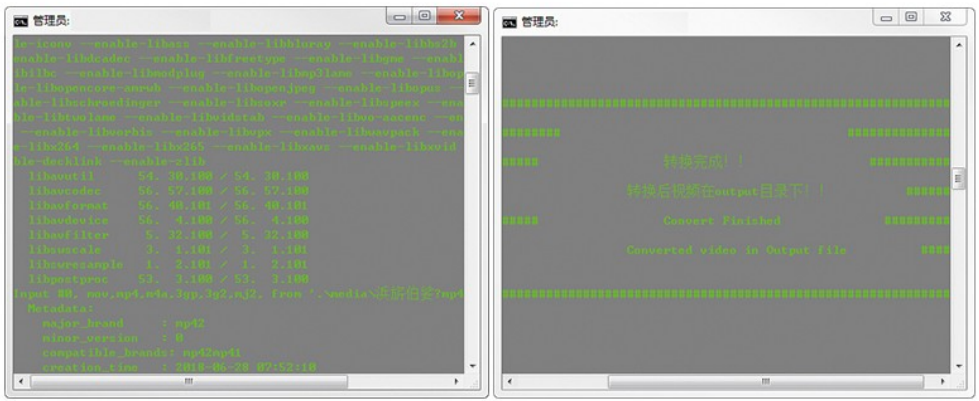 管理员:
le-iconv --enable-libass --enable-libbluray --enable-libbs2b
enable-libdcadec --enable-libfreetype --enable-libgme --enabl
ibilbc --enable-libmodplug --enable-libmp3lame --enable-libop
le-libopencore-amrwb --enable-libopenjpeg --enable-libopus --
able-libschroedinger --enable-libsoxr --enable-libspeex --ena
ble-libtwolame --enable-libvidstab --enable-libvo-aacenc --en
--enable-libvorbis --enable-libvpx --enable-libwavpack --ena
e-libx264 --enable-libx265 --enable-libxavs --enable-libxvid
ble-decklink --enable-zlib
libavutil 54. 30.100 / 54. 30.100
libavcodec 56. 57.100 / 56. 57.100
libavformat 56. 40.101 / 56. 40.101
libavdevice 56. 4.100 / 56. 4.100
libavfilter 5. 32.100 / 5. 32.100
libswscale 3. 1.101 / 3. 1.101
libswresample 1. 2.101 / 1. 2.101
libpostproc 53. 3.100 / 53. 3.100
Input #0, mov,mp4,m4a,3gp,3g2,mj2, from '.\media\
Metadata:
major_brand : mp42
minor_version : 0
compatible_brands: mp42mp41
creation_time : 2018-06-28 07:52:10
管理员:
转换完成！！
转换后视频在output目录下！！
Convert Finished
Converted video in Output file